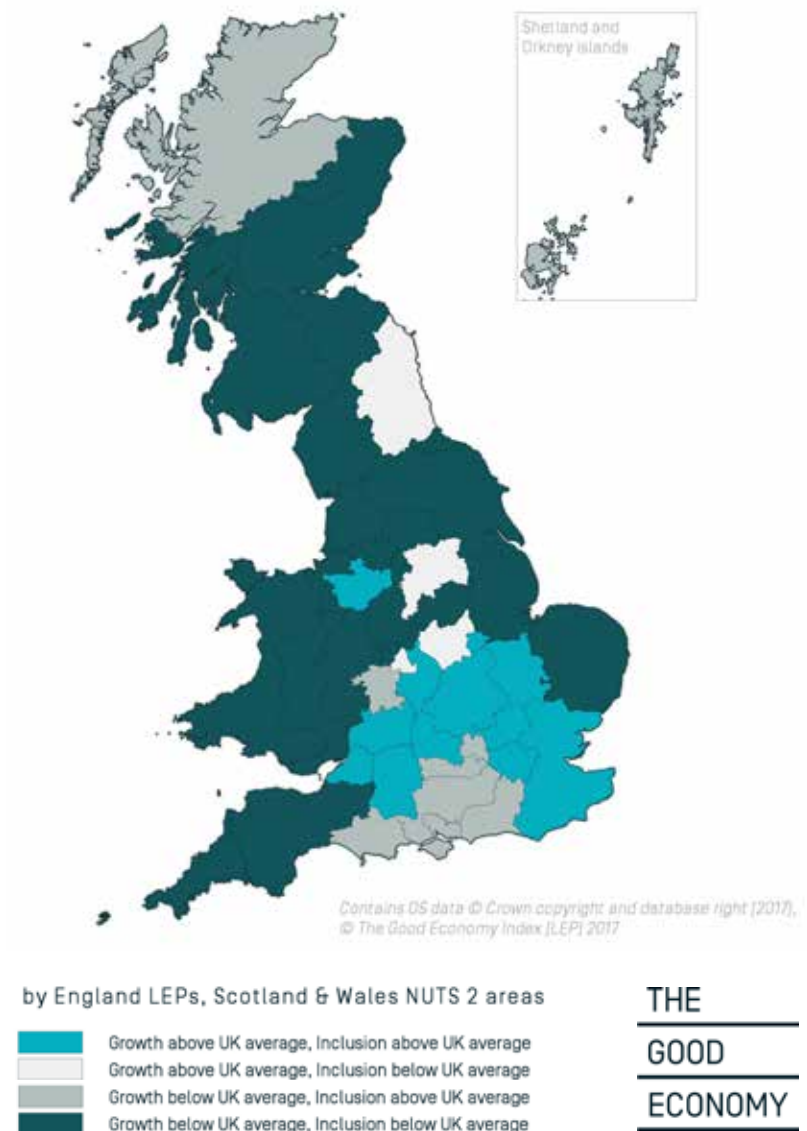 Shetland and
Orkney islands
Contains OS data © Crown copyright and database right (2017),
© The Good Economy Index (LEP) 2017
by England LEPs, Scotland & Wales NUTS 2 areas
Growth above UK average, Inclusion above UK average
Growth above UK average, Inclusion below UK average
Growth below UK average, Inclusion above UK average
Growth below UK average, Inclusion below UK average
THE
GOOD
ECONOMY